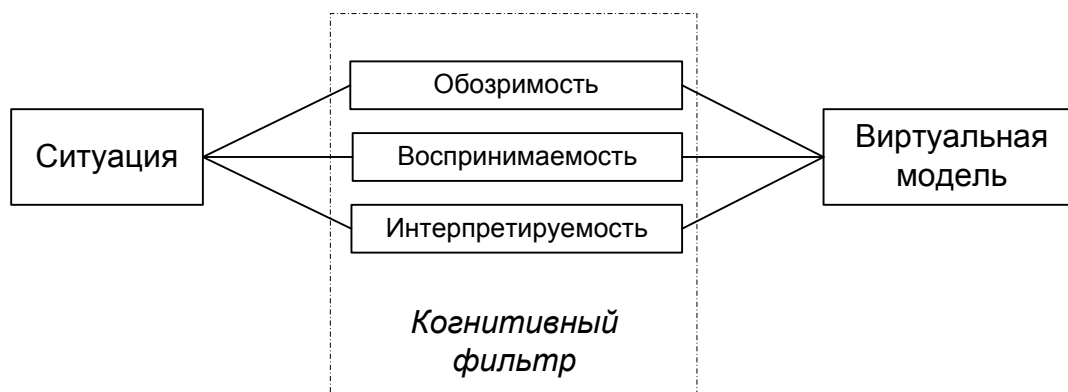 Обозримость
Ситуация
Воспринимаемость
Виртуальная
модель
Интерпретируемость
Когнитивный
фильтр